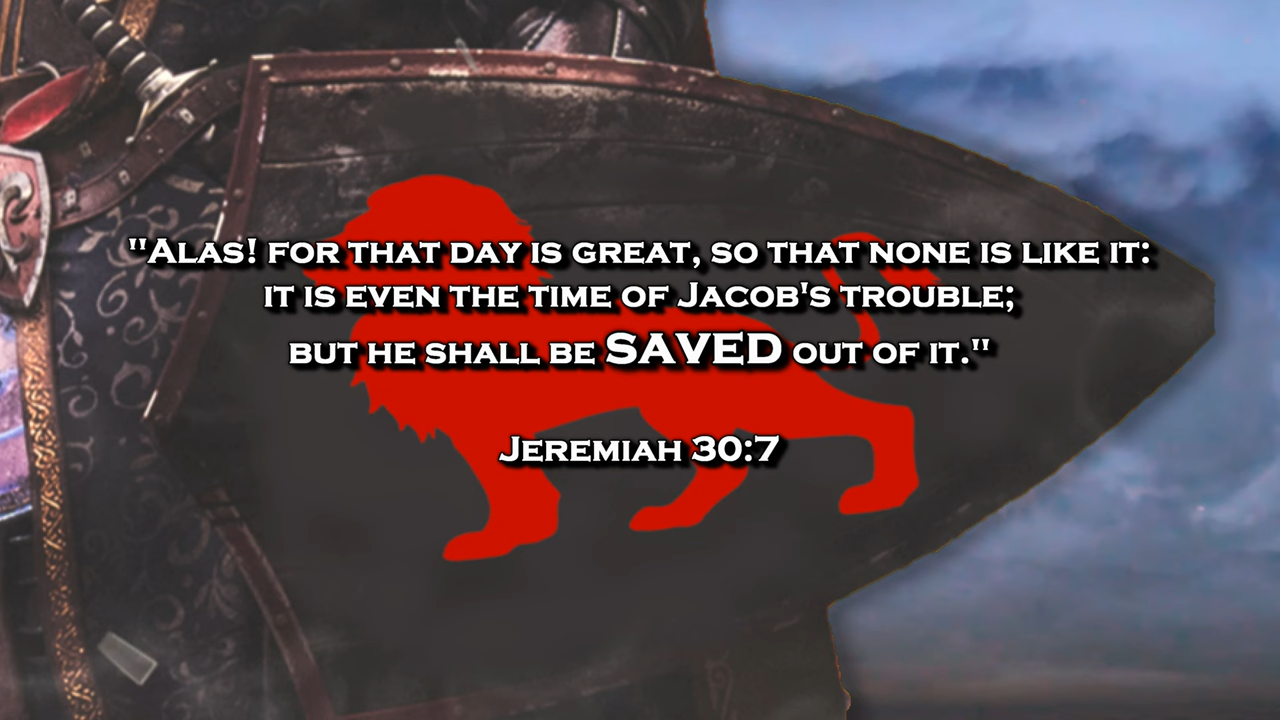 "Alas! for that day is great, so that none is like it:
it is even the time of Jacob's trouble;
but he shall be SAVED out of it."
Jeremiah 30:7